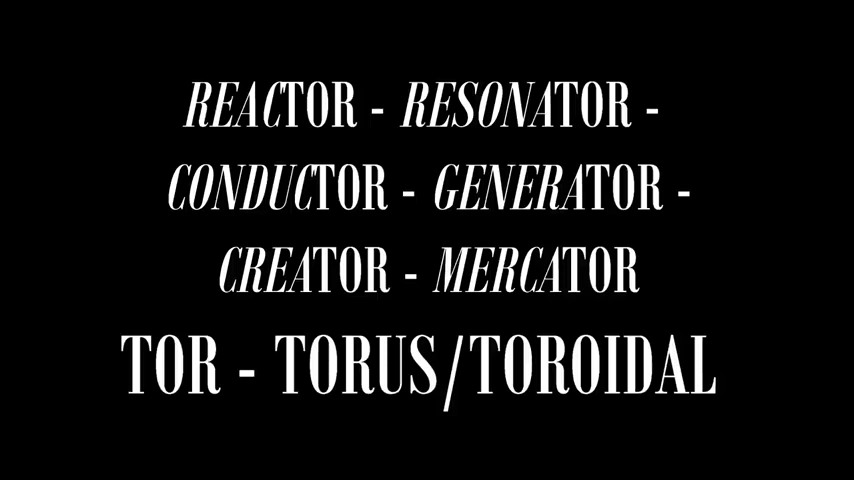 REACTOR - RESONATOR -
CONDUCTOR - GENERATOR -
CREATOR - MERCATOR
TOR - TORUS/TOROIDAL